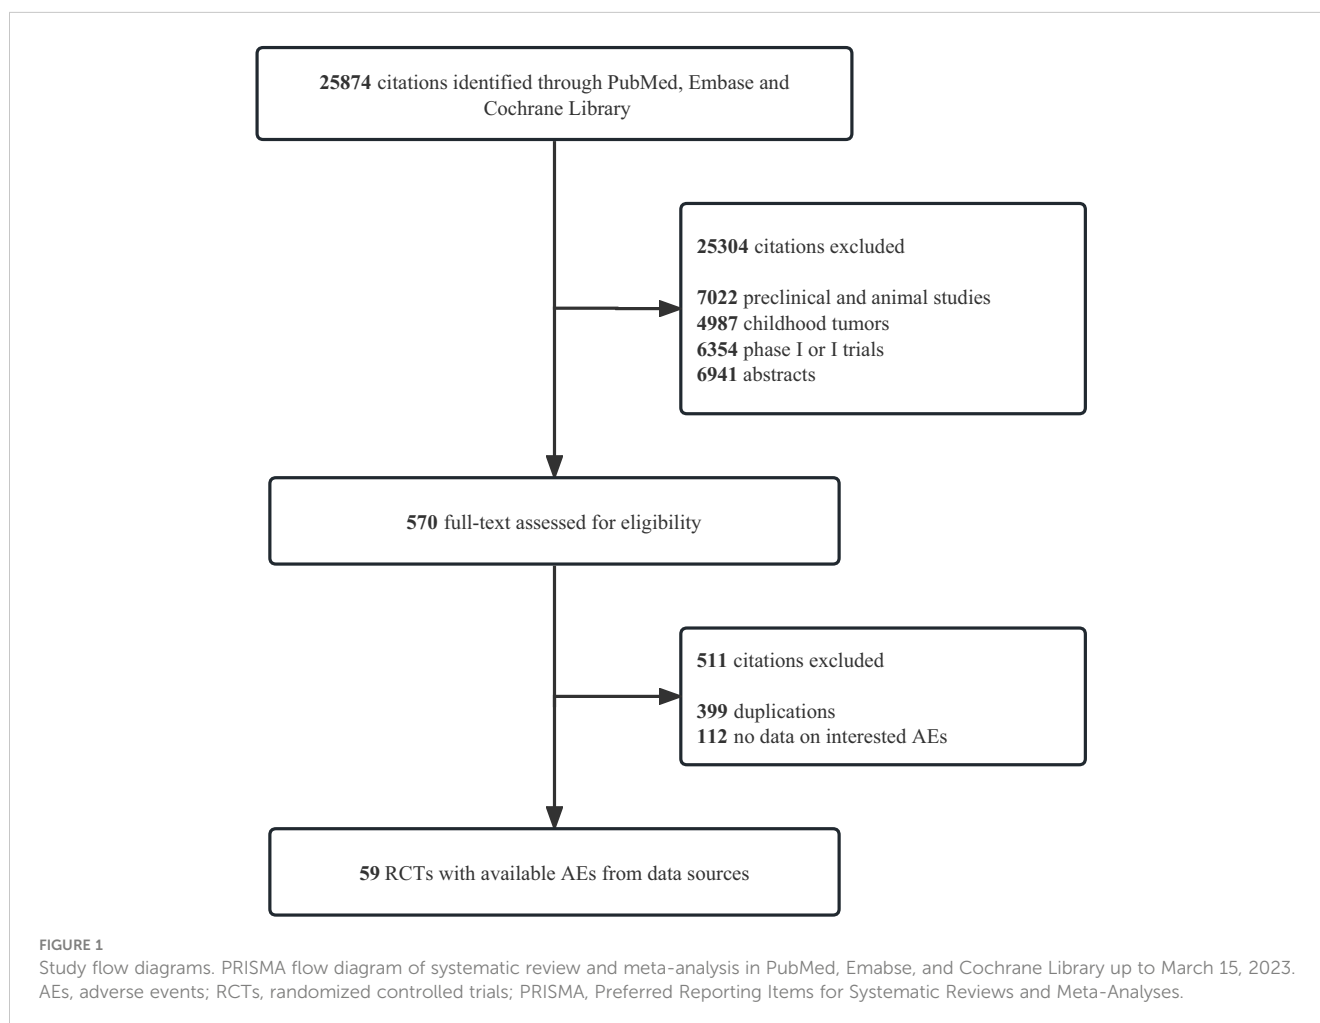 25874 citations identified through PubMed, Embase and
Cochrane Library
25304 citations excluded
7022 preclinical and animal studies
4987 childhood tumors
6354 phase I or I trials
6941 abstracts
570 full-text assessed for eligibility
511 citations excluded
399 duplications
112 no data on interested AEs
59 RCTs with available AEs from data sources
FIGURE 1
Study flow diagrams. PRISMA flow diagram of systematic review and meta-analysis in PubMed, Emabse, and Cochrane Library up to March 15, 2023.
AEs, adverse events; RCTs, randomized controlled trials; PRISMA, Preferred Reporting Items for Systematic Reviews and Meta-Analyses.